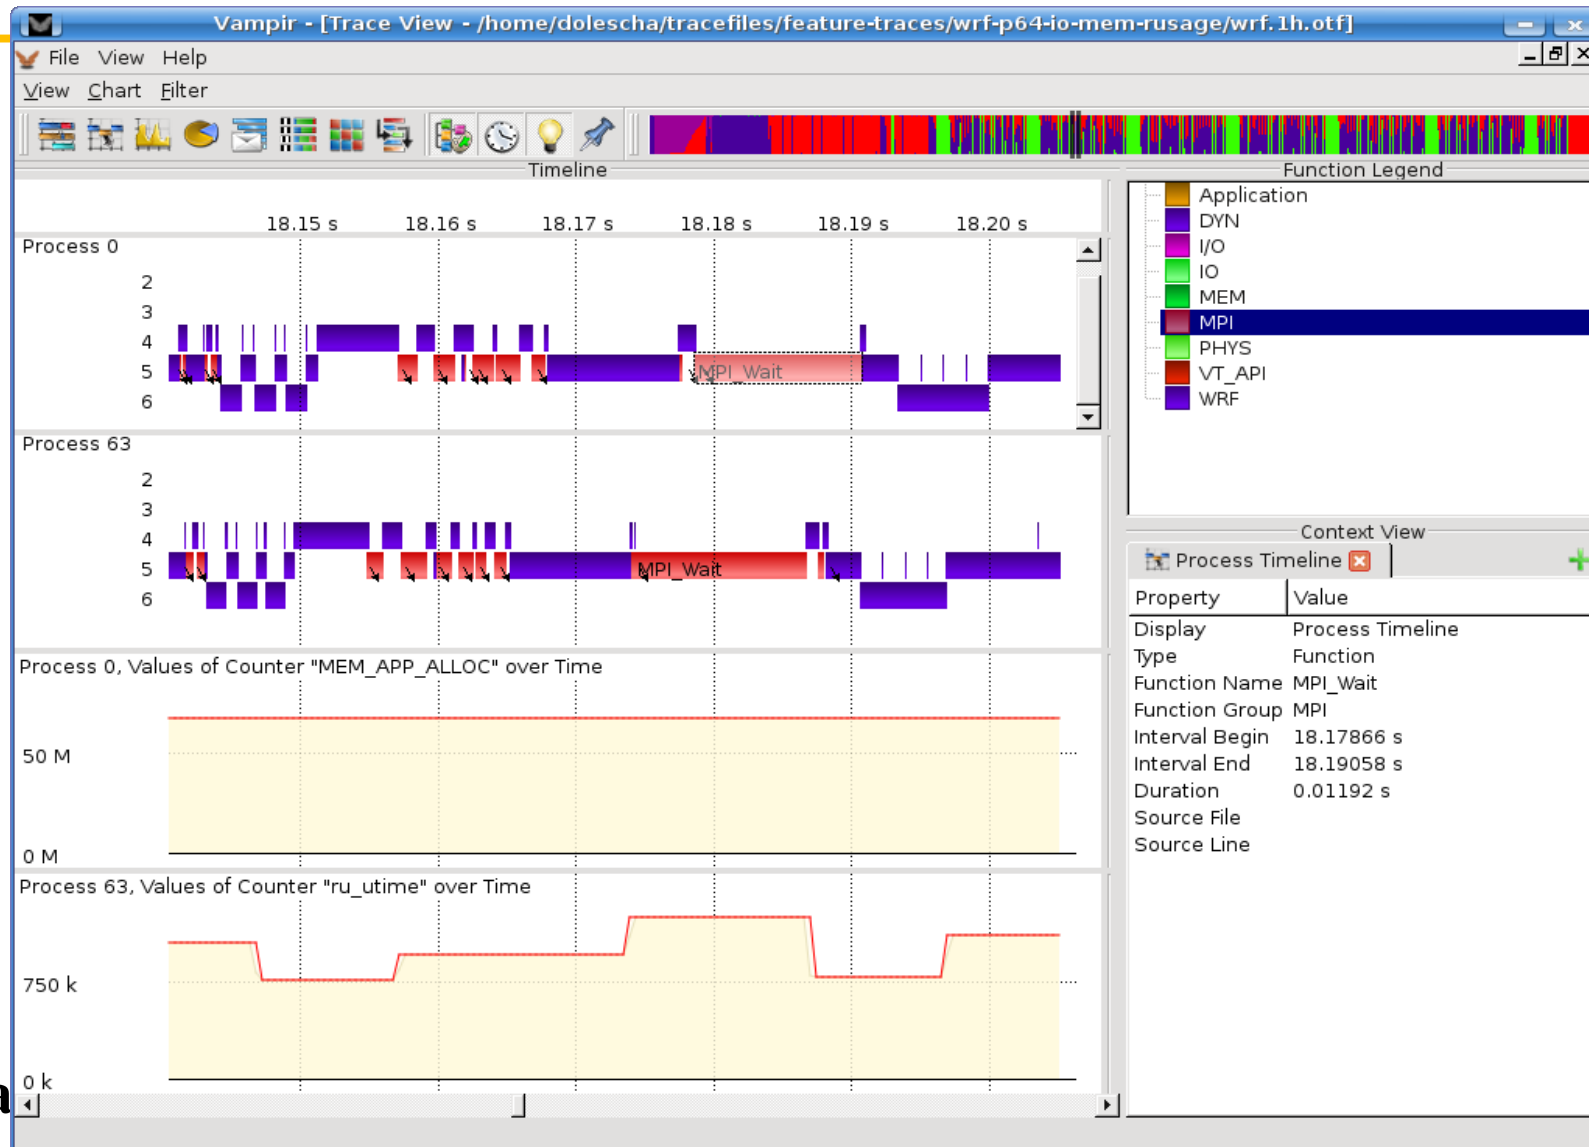 Vampir - [Trace View - /home/dolescha/tracefiles/feature-traces/wrf-p64-io-mem-rusage/wrf.1h.otf]
File View Help
View Chart Filter
Timeline
18.15 s 18.16 s 18.17 s 18.18 s 18.19 s 18.20 s
Process 0
2
3
4
5 MPI_Wait
6
Process 63
2
3
4
5 MPI_Wait
6
Process 0, Values of Counter "MEM_APP_ALLOC" over Time
50 M
0 M
Process 63, Values of Counter "ru_utime" over Time
750 k
0 k
Function Legend
Application
DYN
I/O
IO
MEM
MPI
PHYS
VT_API
WRF
Context View
Process Timeline
Property Value
Display Process Timeline
Type Function
Function Name MPI_Wait
Function Group MPI
Interval Begin 18.17866 s
Interval End 18.19058 s
Duration 0.01192 s
Source File
Source Line
a